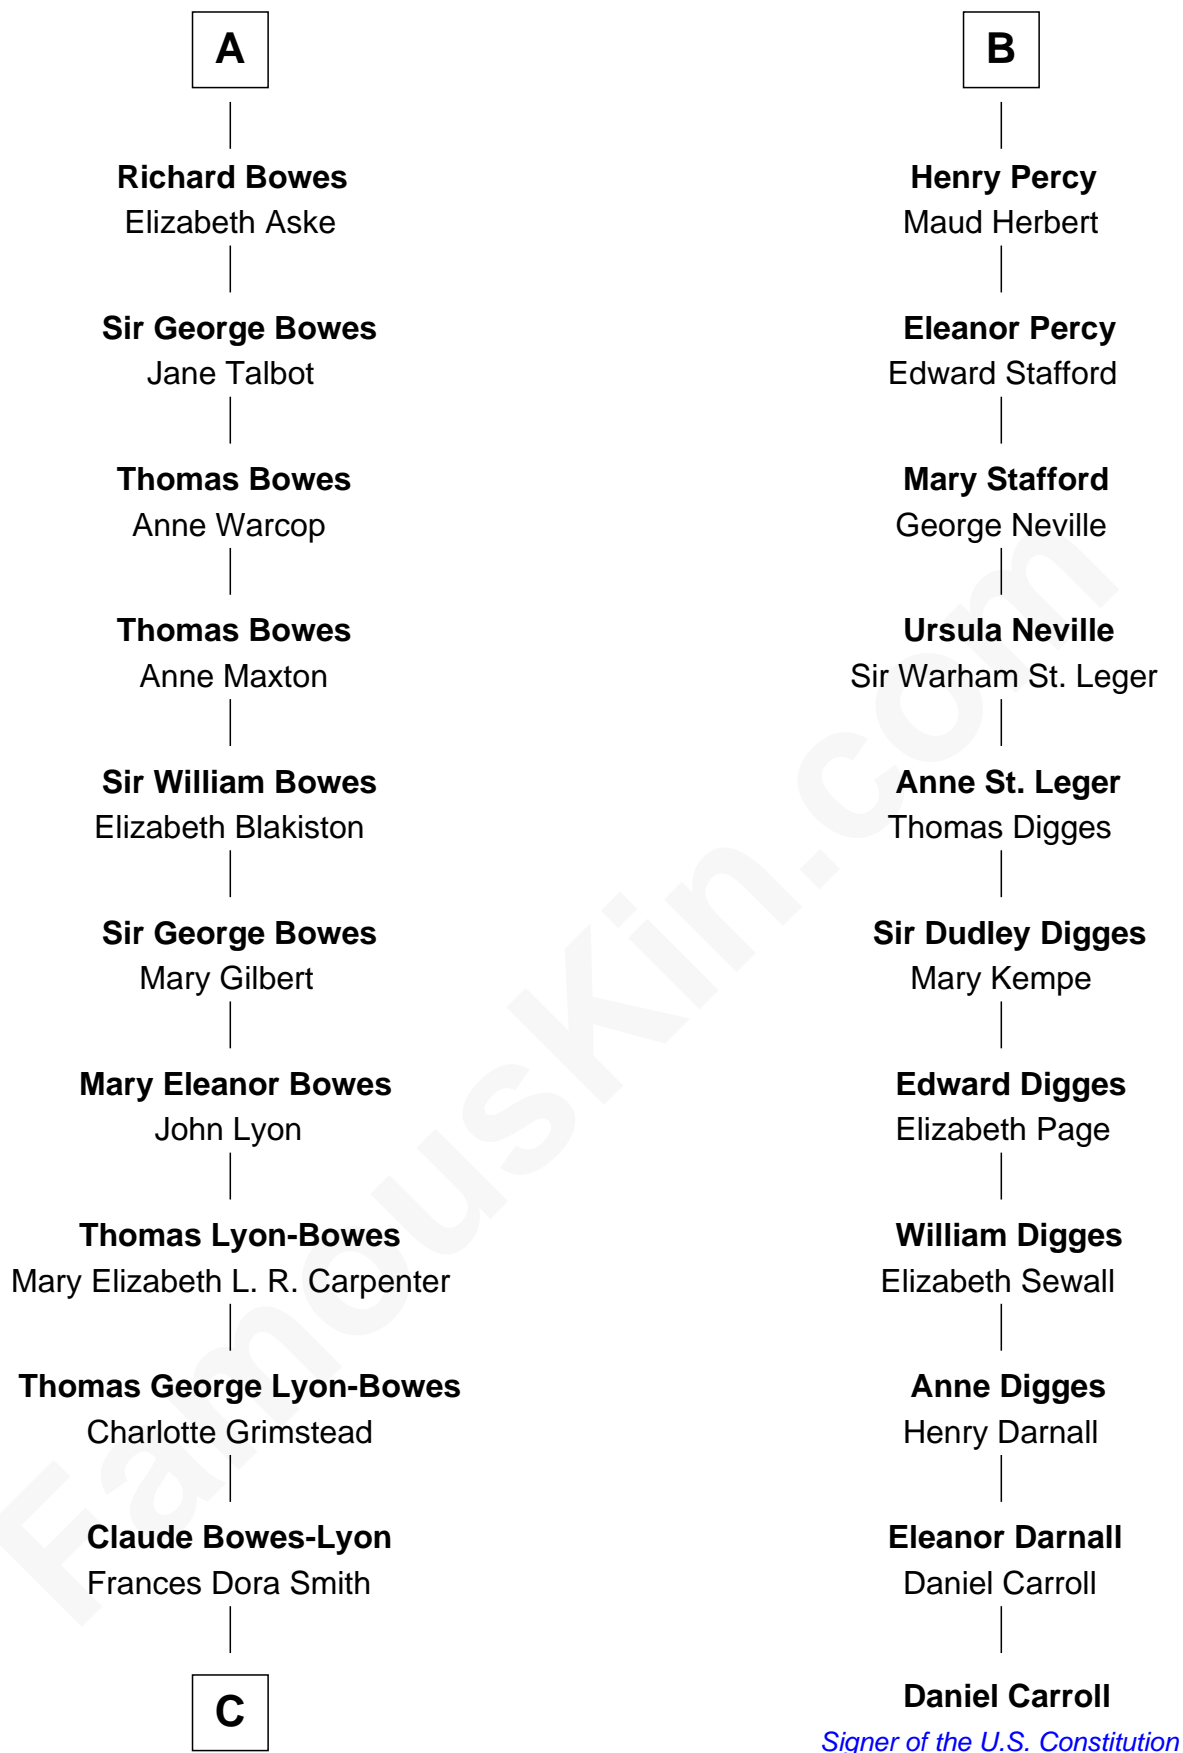 A
Richard Bowes
Elizabeth Aske
Sir George Bowes
Jane Talbot
Thomas Bowes
Anne Warcop
Thomas Bowes
Anne Maxton
Sir William Bowes
Elizabeth Blakiston
Sir George Bowes
Mary Gilbert
Mary Eleanor Bowes
John Lyon
Thomas Lyon-Bowes
Mary Elizabeth L. R. Carpenter
Thomas George Lyon-Bowes
Charlotte Grimstead
Claude Bowes-Lyon
Frances Dora Smith
C
B
Henry Percy
Maud Herbert
Eleanor Percy
Edward Stafford
Mary Stafford
George Neville
Ursula Neville
Sir Warham St. Leger
Anne St. Leger
Thomas Digges
Sir Dudley Digges
Mary Kempe
Edward Digges
Elizabeth Page
William Digges
Elizabeth Sewall
Anne Digges
Henry Darnall
Eleanor Darnall
Daniel Carroll
Daniel Carroll
Signer of the U.S. Constitution
FamousKin.com